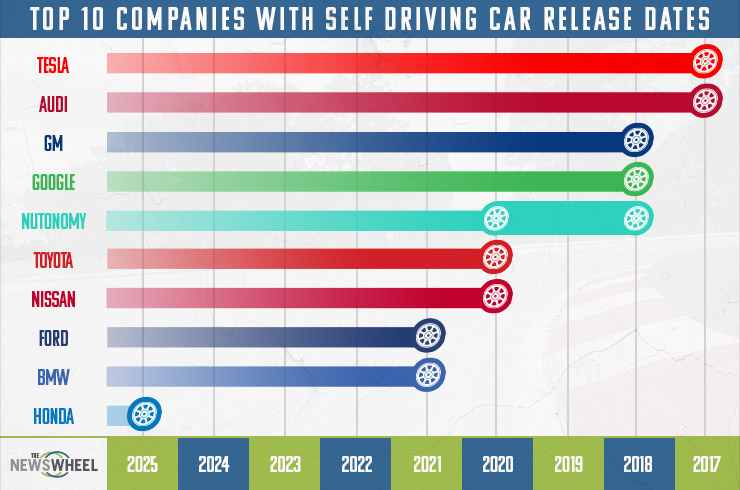 TOP 10 COMPANIES WITH SELF DRIVING CAR RELEASE DATES
TESLA
AUDI
GM
GOOGLE
NUTONOMY
TOYOTA
NISSAN
FORD
BMW
HONDA
THE
NEWSWHEEL
2025 2024 2023 2022 2021 2020 2019 2018 2017